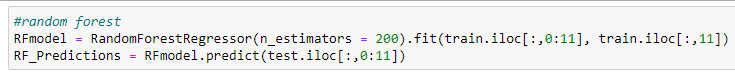 #random forest
RFmodel = RandomForestRegressor(n_estimators = 200).fit(train.iloc[:,0:11], train.iloc[:,11])
RF_Predictions = RFmodel.predict(test.iloc[:,0:11])